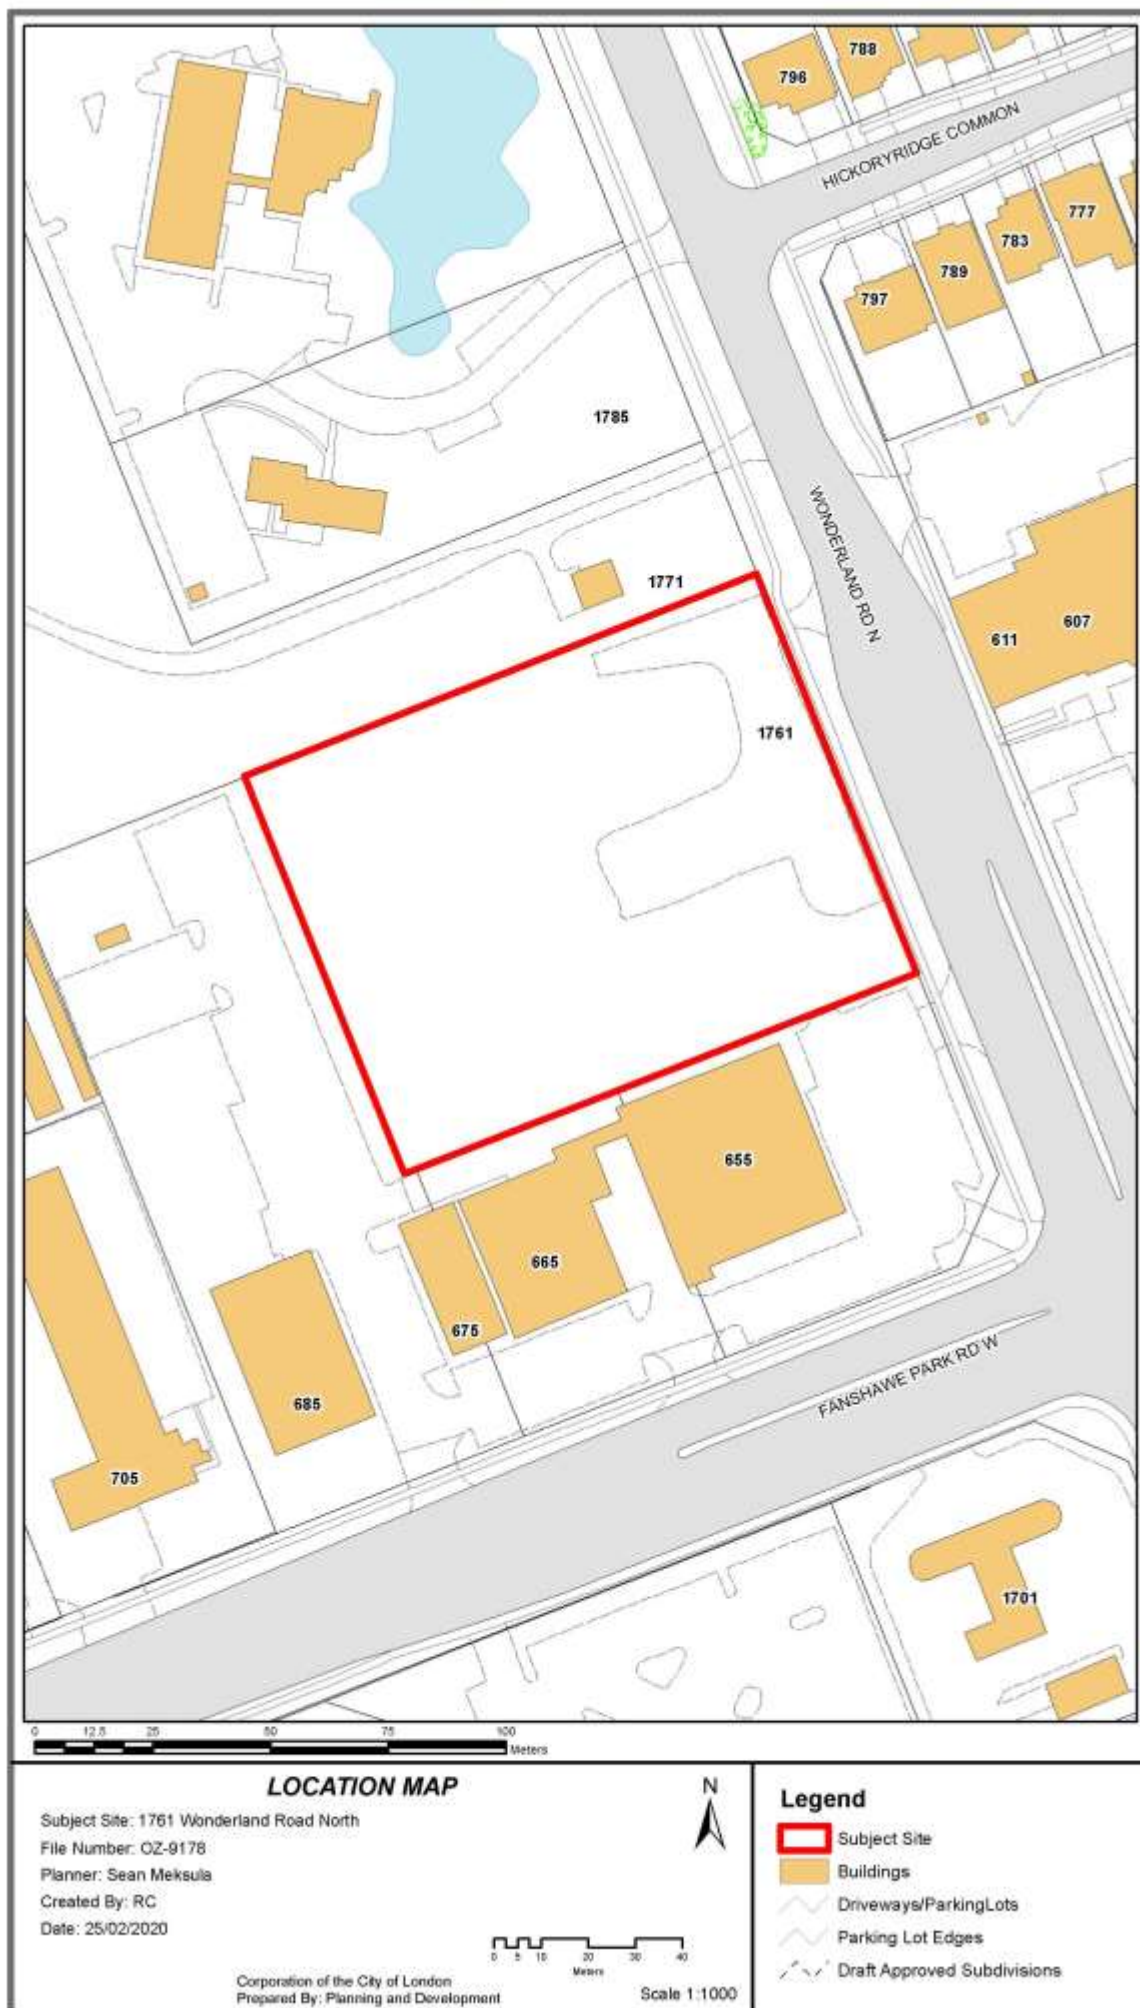 788
796
HICKORYRIDGE COMMON
777
783
789
797
1785
WONDERLAND RD N
1771
607
611
1761
655
665
675
685
FANSHAWE PARK RD W
705
1701
0 12.5 25 50 75 100
Meters
LOCATION MAP
Subject Site: 1761 Wonderland Road North
File Number: OZ-9178
Planner: Sean Meksula
Created By: RC
Date: 25/02/2020
N
0 5 10 20 30 40
Meters
Corporation of the City of London
Prepared By: Planning and Development
Scale 1:1000
Legend
Subject Site
Buildings
Driveways/ParkingLots
Parking Lot Edges
Draft Approved Subdivisions